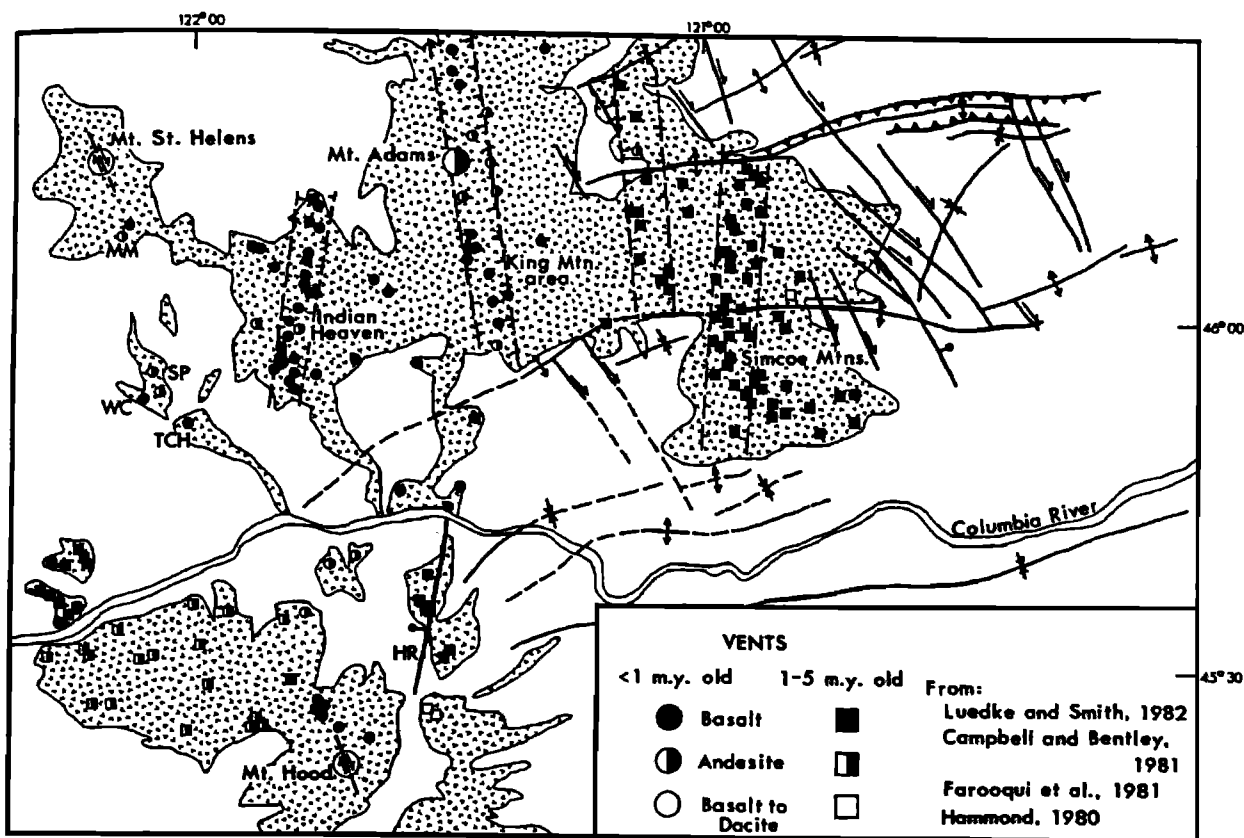 122°00
121°00
Mt. St. Helens
Mt. Adams
MM
King Mtn.
area
Indian
Heaven
46°00
Simcoe Mtns.
SP
WC
TCH
Columbia River
HR
45°30
Mt. Hood
VENTS
<1 m.y. old 1-5 m.y. old
Basalt
Andesite
Basalt to
Dacite
From:
Luedke and Smith, 1982
Campbell and Bentley,
1981
Farooqui et al., 1981
Hammond, 1980